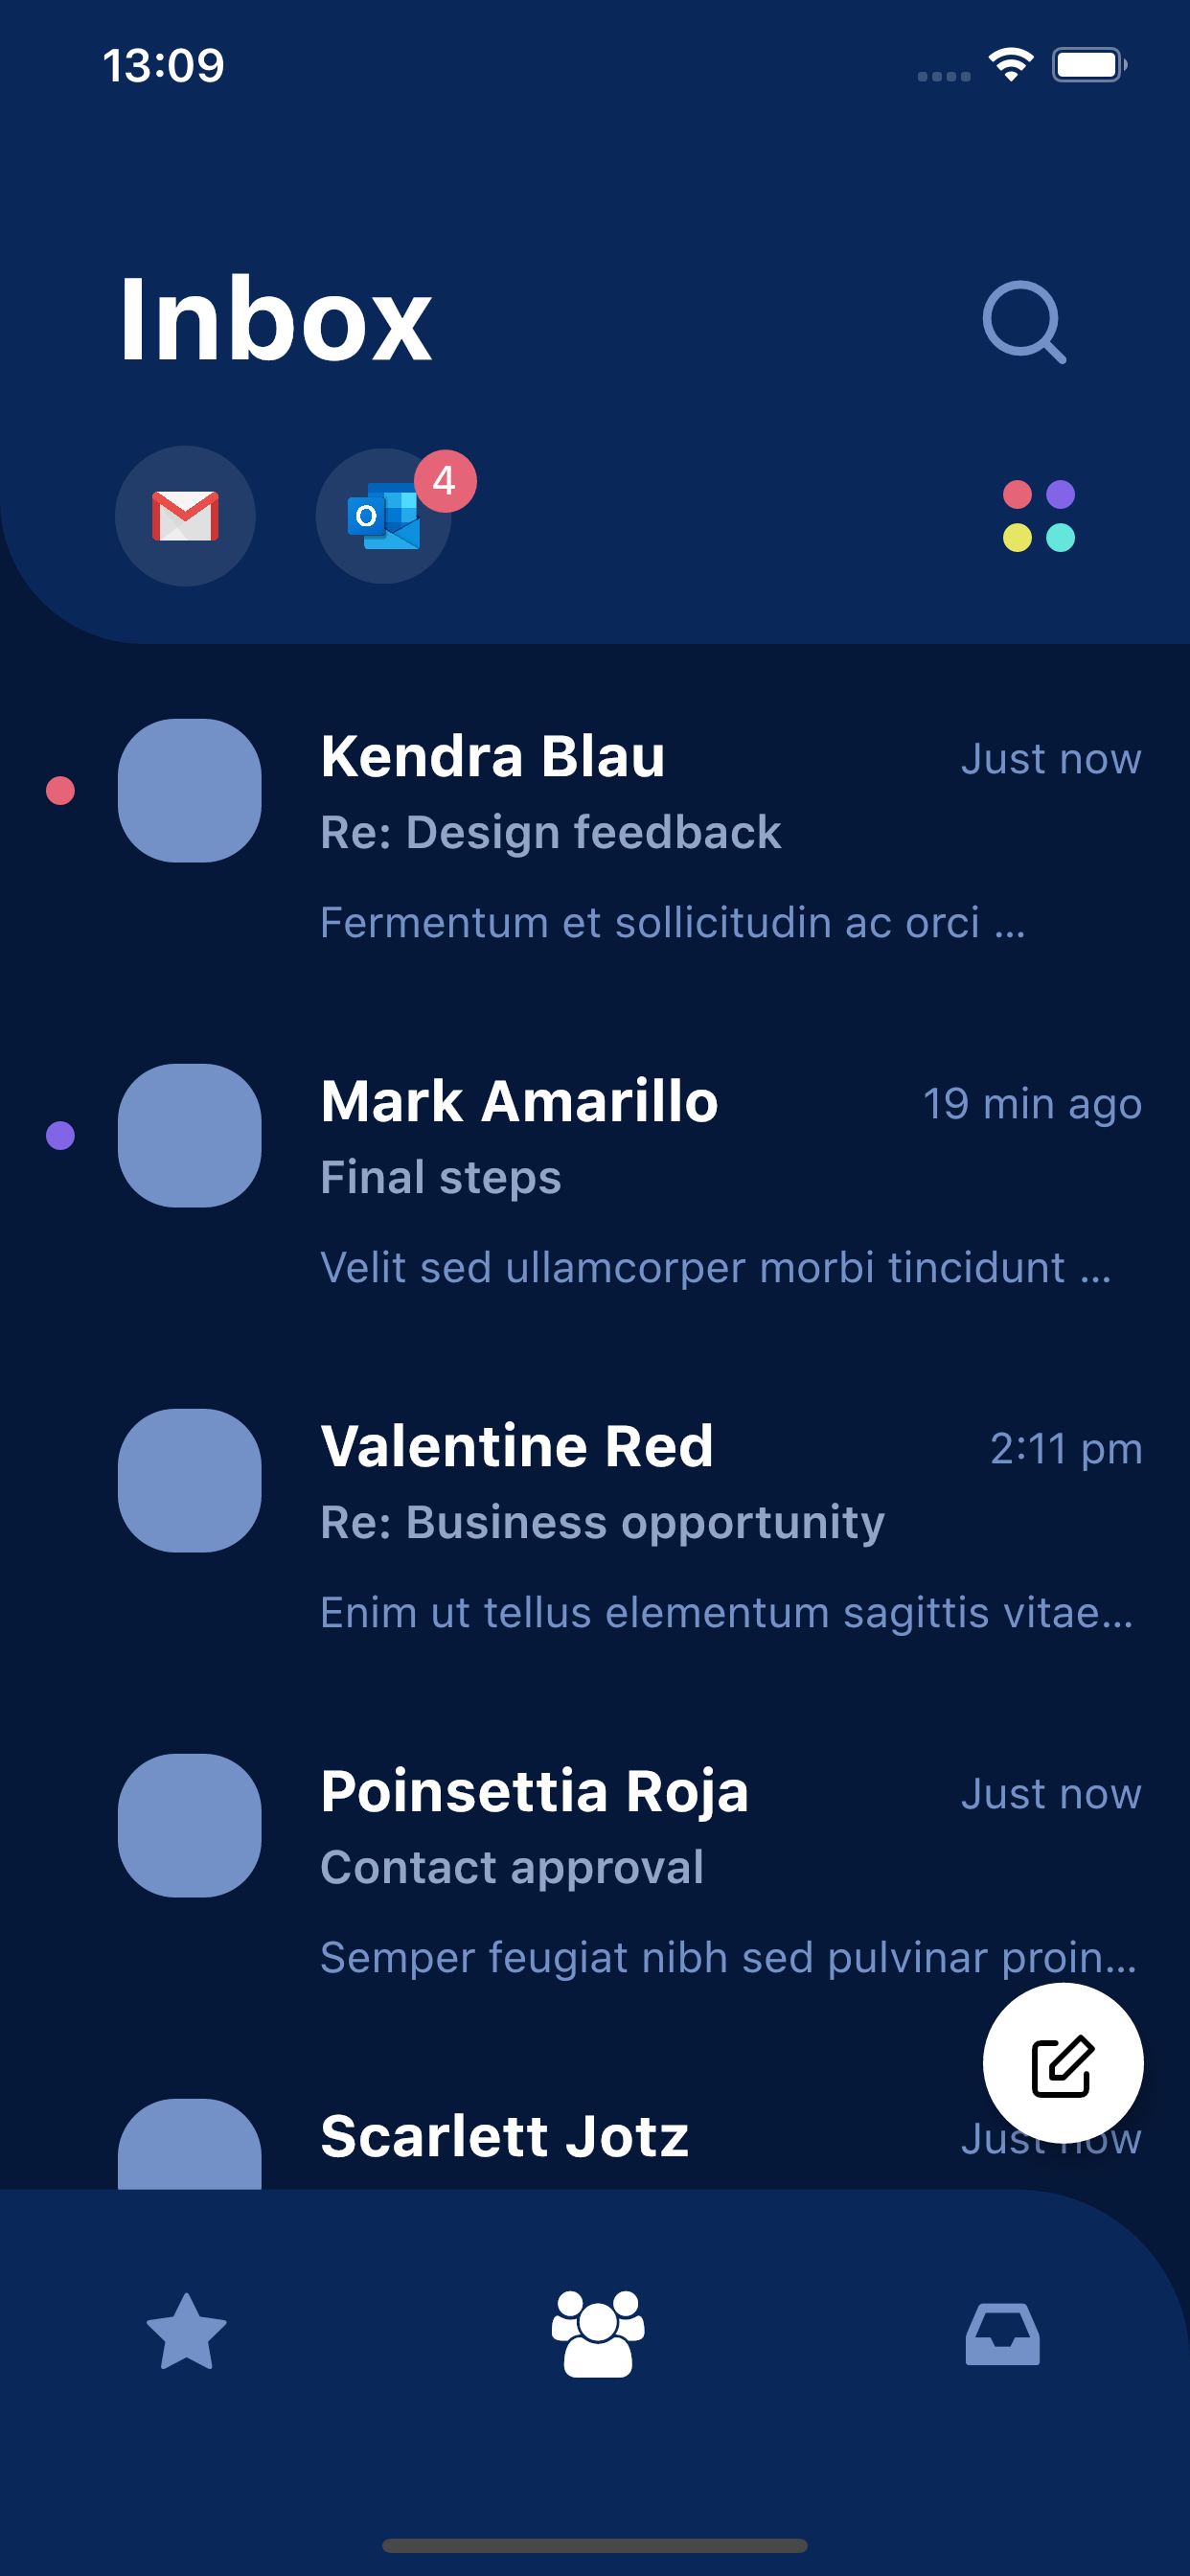 13:09
Inbox
4
Kendra Blau
Just now
Re: Design feedback
Fermentum et sollicitudin ac orci ...
Mark Amarillo
19 min ago
Final steps
Velit sed ullamcorper morbi tincidunt ...
Valentine Red
2:11 pm
Re: Business opportunity
Enim ut tellus elementum sagittis vitae...
Poinsettia Roja
Just now
Contact approval
Semper feugiat nibh sed pulvinar proin...
Scarlett Jotz
Just now